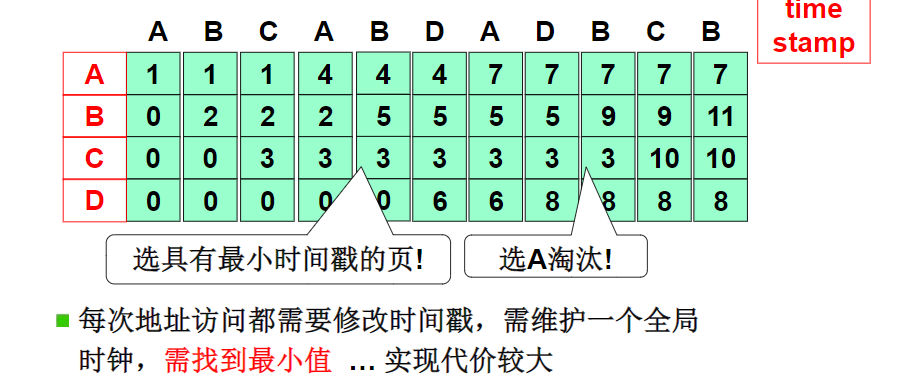 time
stamp
A B C A B D A D B C B
A 1 1 1 4 4 4 7 7 7 7 7
B 0 2 2 2 5 5 5 5 9 9 11
C 0 0 3 3 3 3 3 3 3 10 10
D 0 0 0 0 0 6 6 8 8 8 8
选具有最小时间戳的页!
选A淘汰!
每次地址访问都需要修改时间戳，需维护一个全局
时钟，需找到最小值 … 实现代价较大